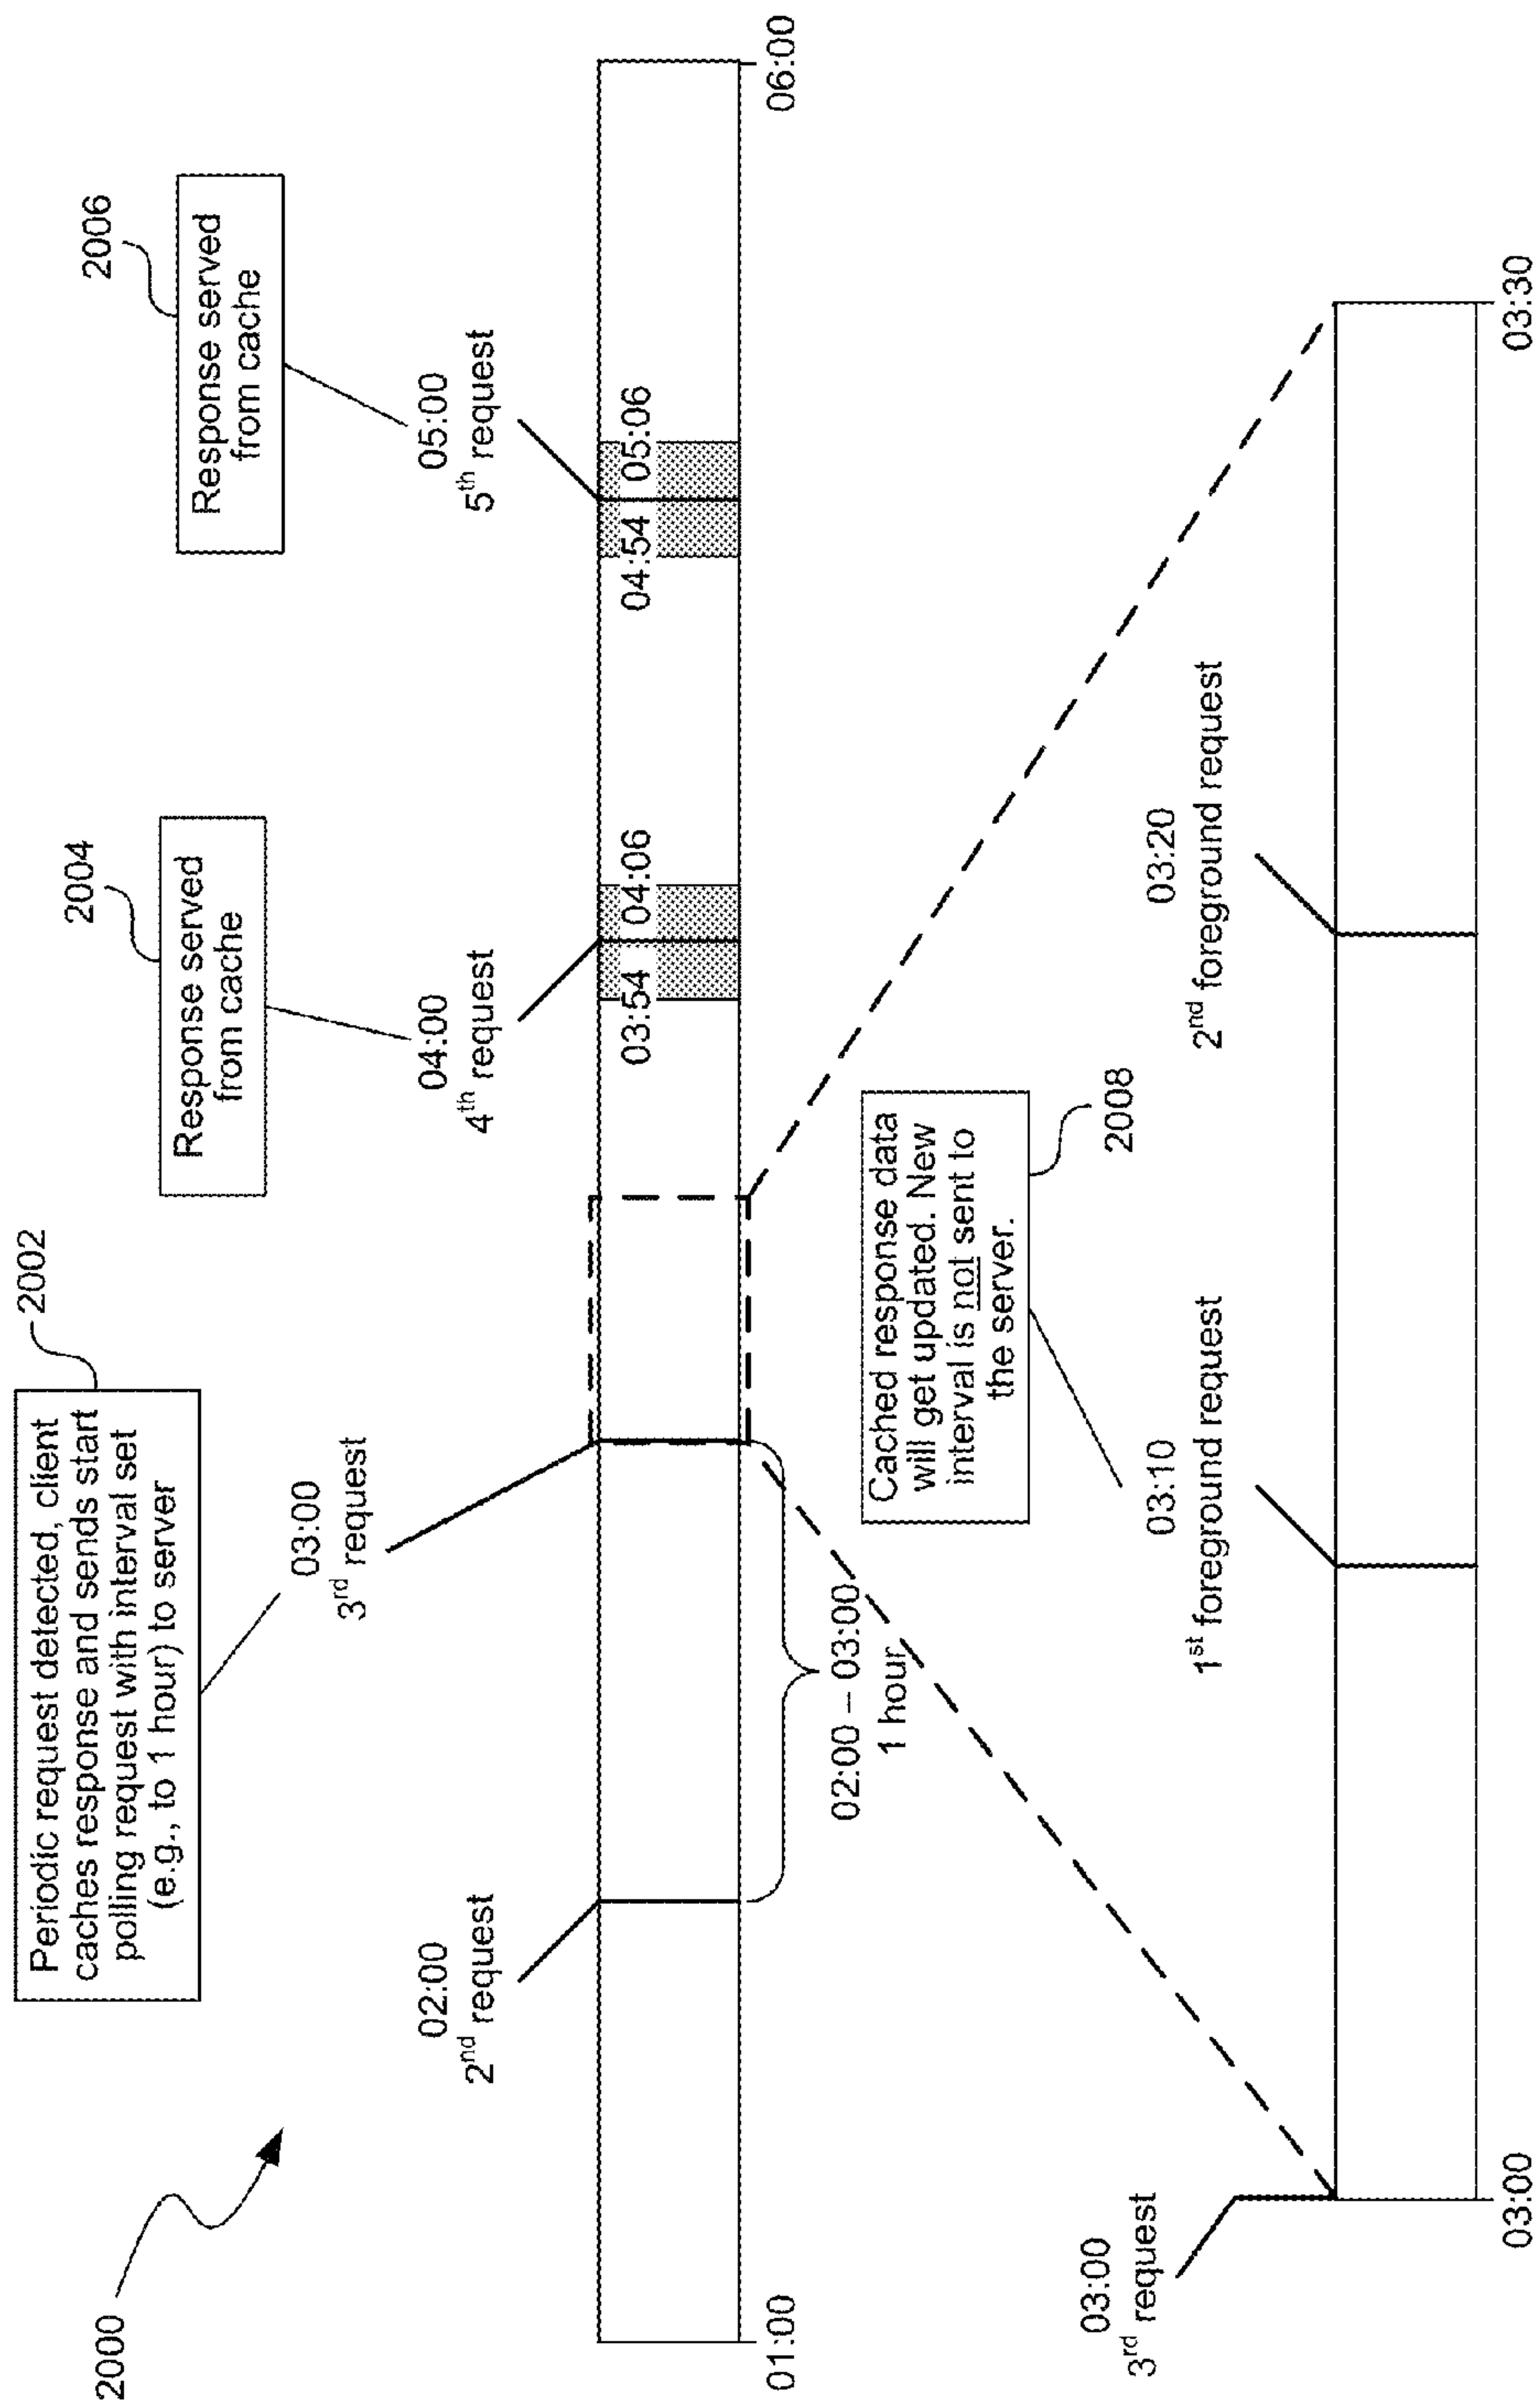 2000
2002
Periodic request detected, client
caches response and sends start
polling request with interval set
(e.g., to 1 hour) to server
2004
Response served
from cache
2006
Response served
from cache
02:00
2nd request
03:00
3rd request
04:00
4th request
05:00
5th request
03:54 04:06
04:54 05:06
01:00
06:00
02:00 – 03:00
1 hour
Cached response data
will get updated. New
interval is not sent to
the server.
2008
03:00
3rd request
03:10
1st foreground request
03:20
2nd foreground request
03:00
03:30